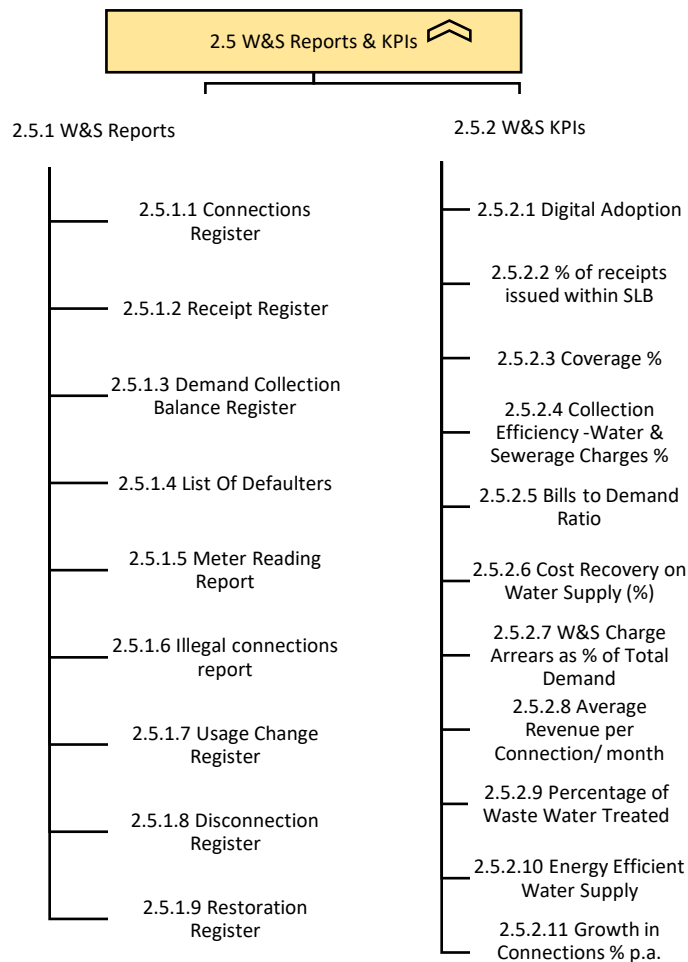 2.5 W&S Reports & KPIs
2.5.1 W&S Reports
2.5.1.1 Connections
Register
2.5.1.2 Receipt Register
2.5.1.3 Demand Collection
Balance Register
2.5.1.4 List Of Defaulters
2.5.1.5 Meter Reading
Report
2.5.1.6 Illegal connections
report
2.5.1.7 Usage Change
Register
2.5.1.8 Disconnection
Register
2.5.1.9 Restoration
Register
2.5.2 W&S KPIs
2.5.2.1 Digital Adoption
2.5.2.2 % of receipts
issued within SLB
2.5.2.3 Coverage %
2.5.2.4 Collection
Efficiency -Water &
Sewerage Charges %
2.5.2.5 Bills to Demand
Ratio
2.5.2.6 Cost Recovery on
Water Supply (%)
2.5.2.7 W&S Charge
Arrears as % of Total
Demand
2.5.2.8 Average
Revenue per
Connection/ month
2.5.2.9 Percentage of
Waste Water Treated
2.5.2.10 Energy Efficient
Water Supply
2.5.2.11 Growth in
Connections % p.a.